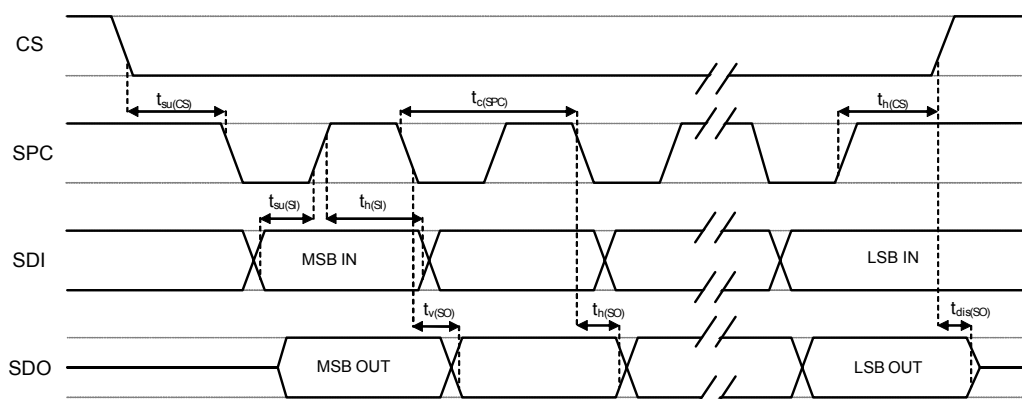 CS
t_su(CS)
t_c(SPC)
t_h(CS)
SPC
t_su(SI)
t_h(SI)
SDI
MSB IN
LSB IN
t_v(SO)
t_h(SO)
t_dis(SO)
SDO
MSB OUT
LSB OUT